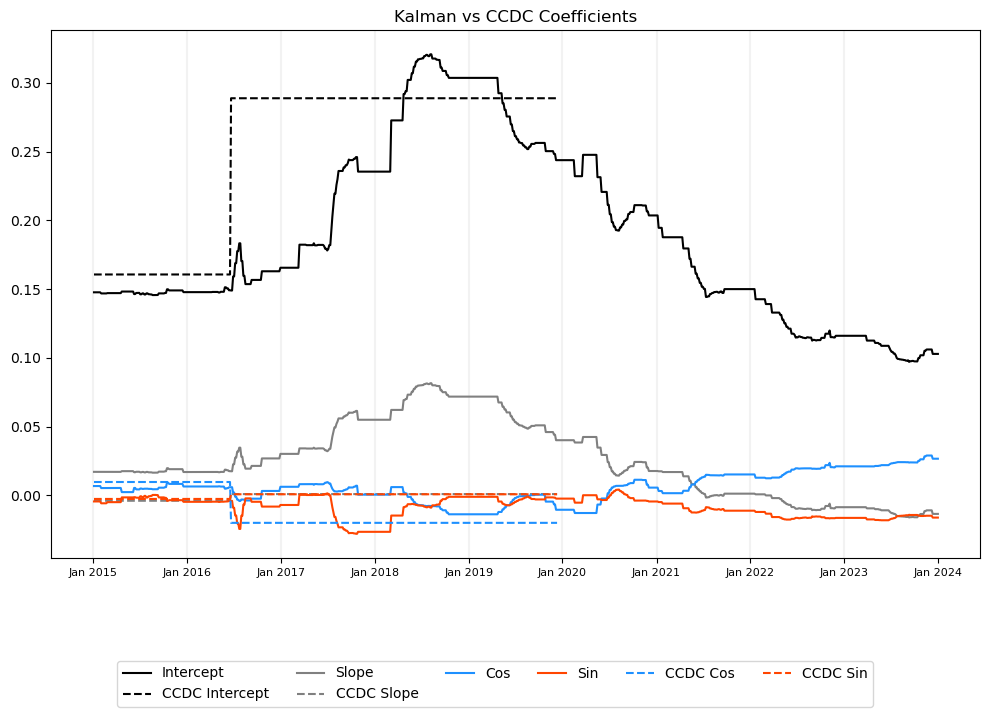 Kalman vs CCDC Coefficients
0.30
0.25
0.20
0.15
0.10
0.05
0.00
Jan 2015 Jan 2016 Jan 2017 Jan 2018 Jan 2019 Jan 2020 Jan 2021 Jan 2022 Jan 2023 Jan 2024
Intercept Slope Cos Sin CCDC Cos CCDC Sin
CCDC Intercept CCDC Slope